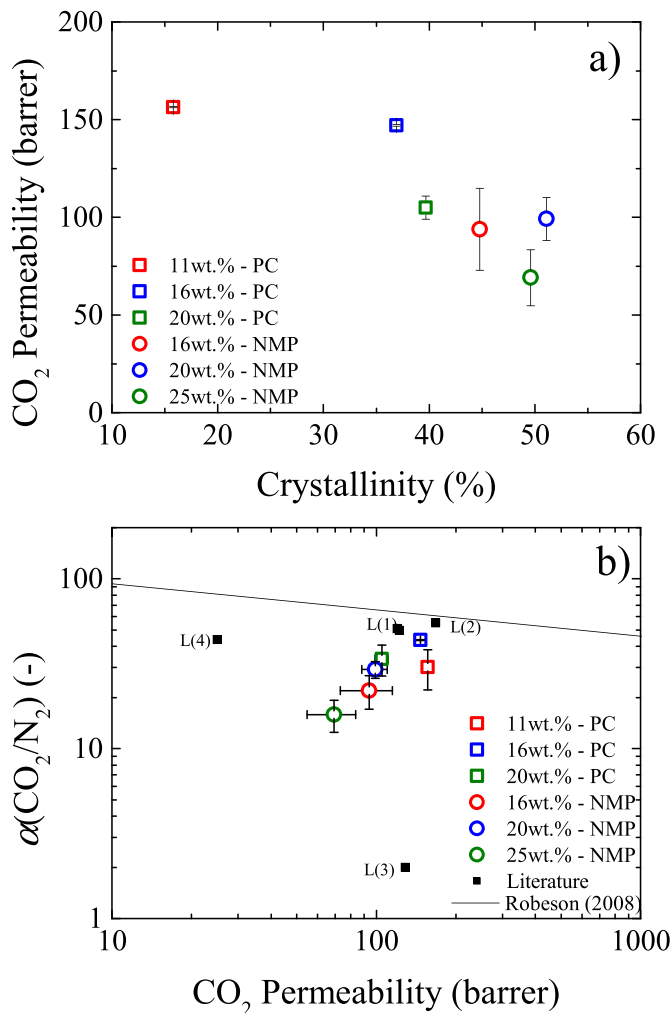 200
150
100
50
0
CO2 Permeability (barrer)
a)
11wt.% - PC
16wt.% - PC
20wt.% - PC
16wt.% - NMP
20wt.% - NMP
25wt.% - NMP
10 20 30 40 50 60
Crystallinity (%)
100
10
1
α(CO2/N2) (-)
b)
L(1)
L(2)
L(4)
L(3)
11wt.% - PC
16wt.% - PC
20wt.% - PC
16wt.% - NMP
20wt.% - NMP
25wt.% - NMP
Literature
Robeson (2008)
10 100 1000
CO2 Permeability (barrer)